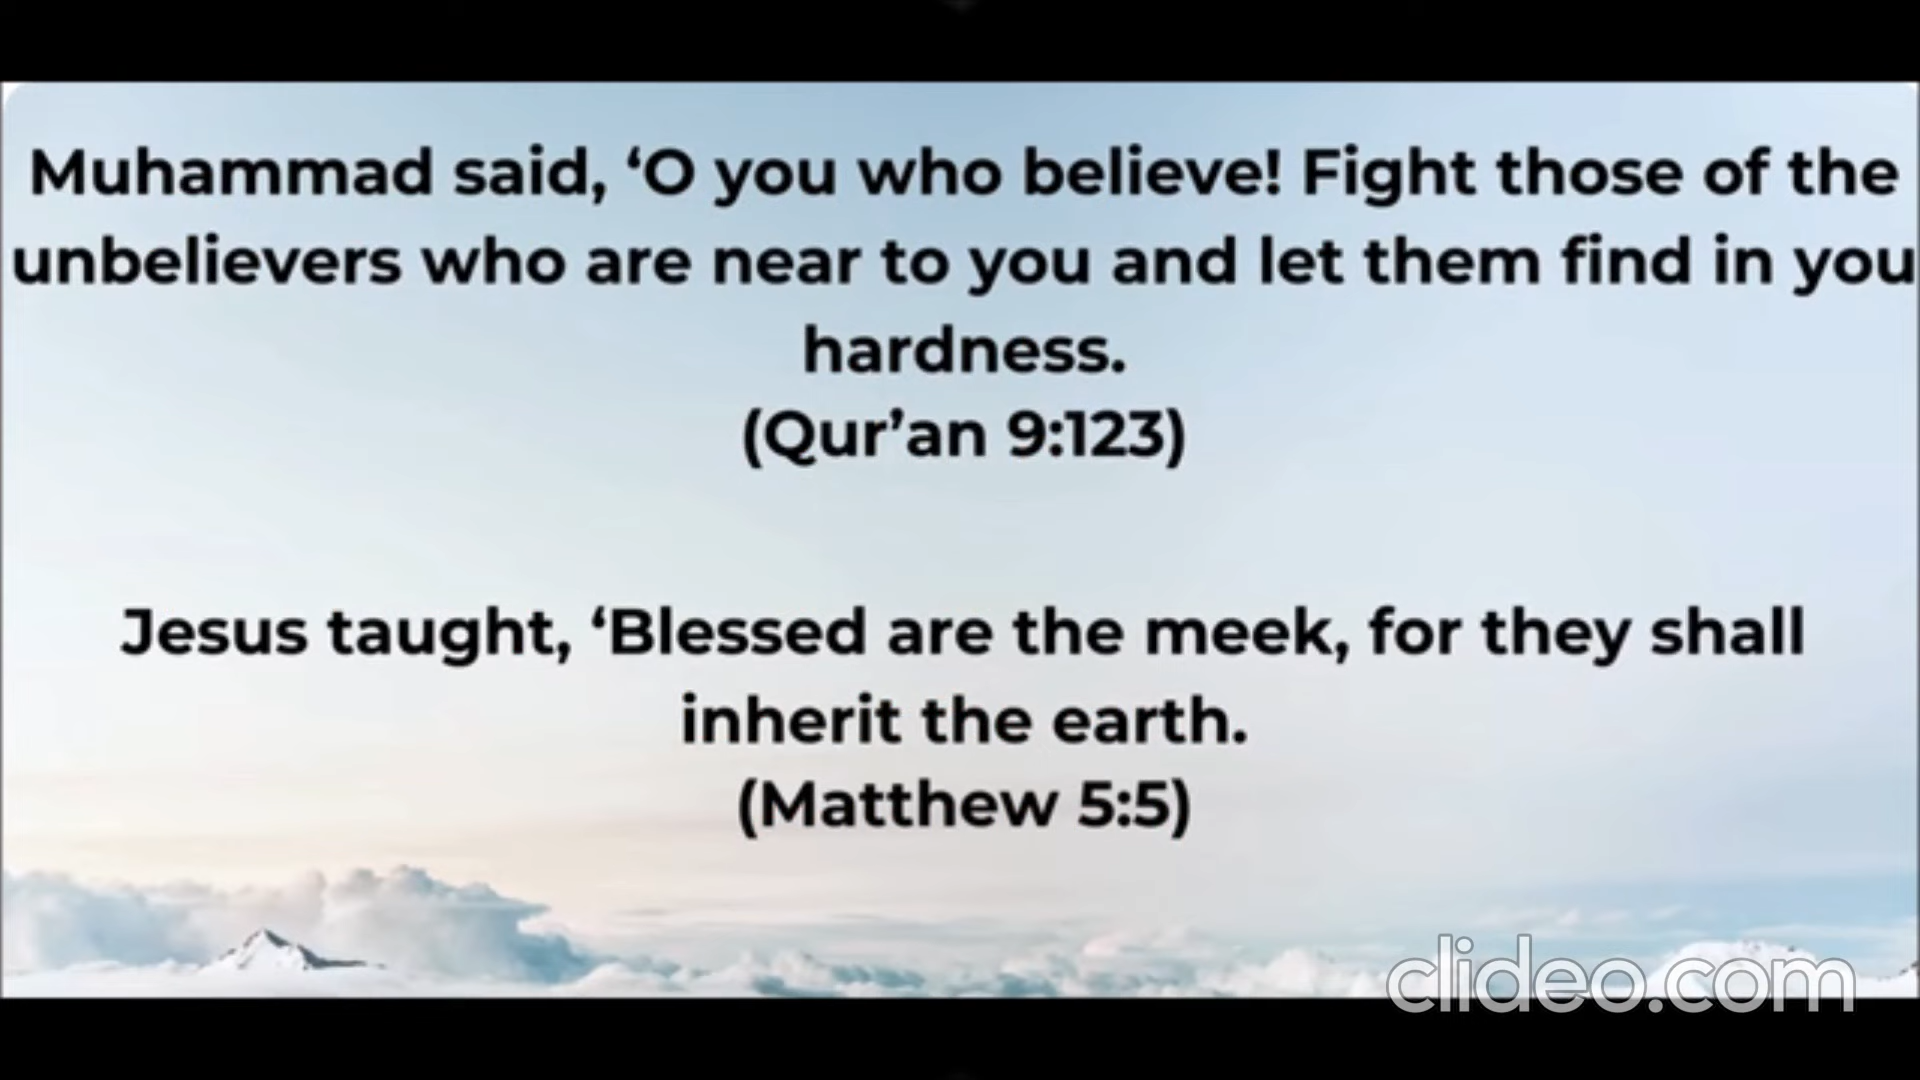 Muhammad said, ‘O you who believe! Fight those of the
unbelievers who are near to you and let them find in you
hardness.
(Qur’an 9:123)
Jesus taught, ‘Blessed are the meek, for they shall
inherit the earth.
(Matthew 5:5)
clideo.com